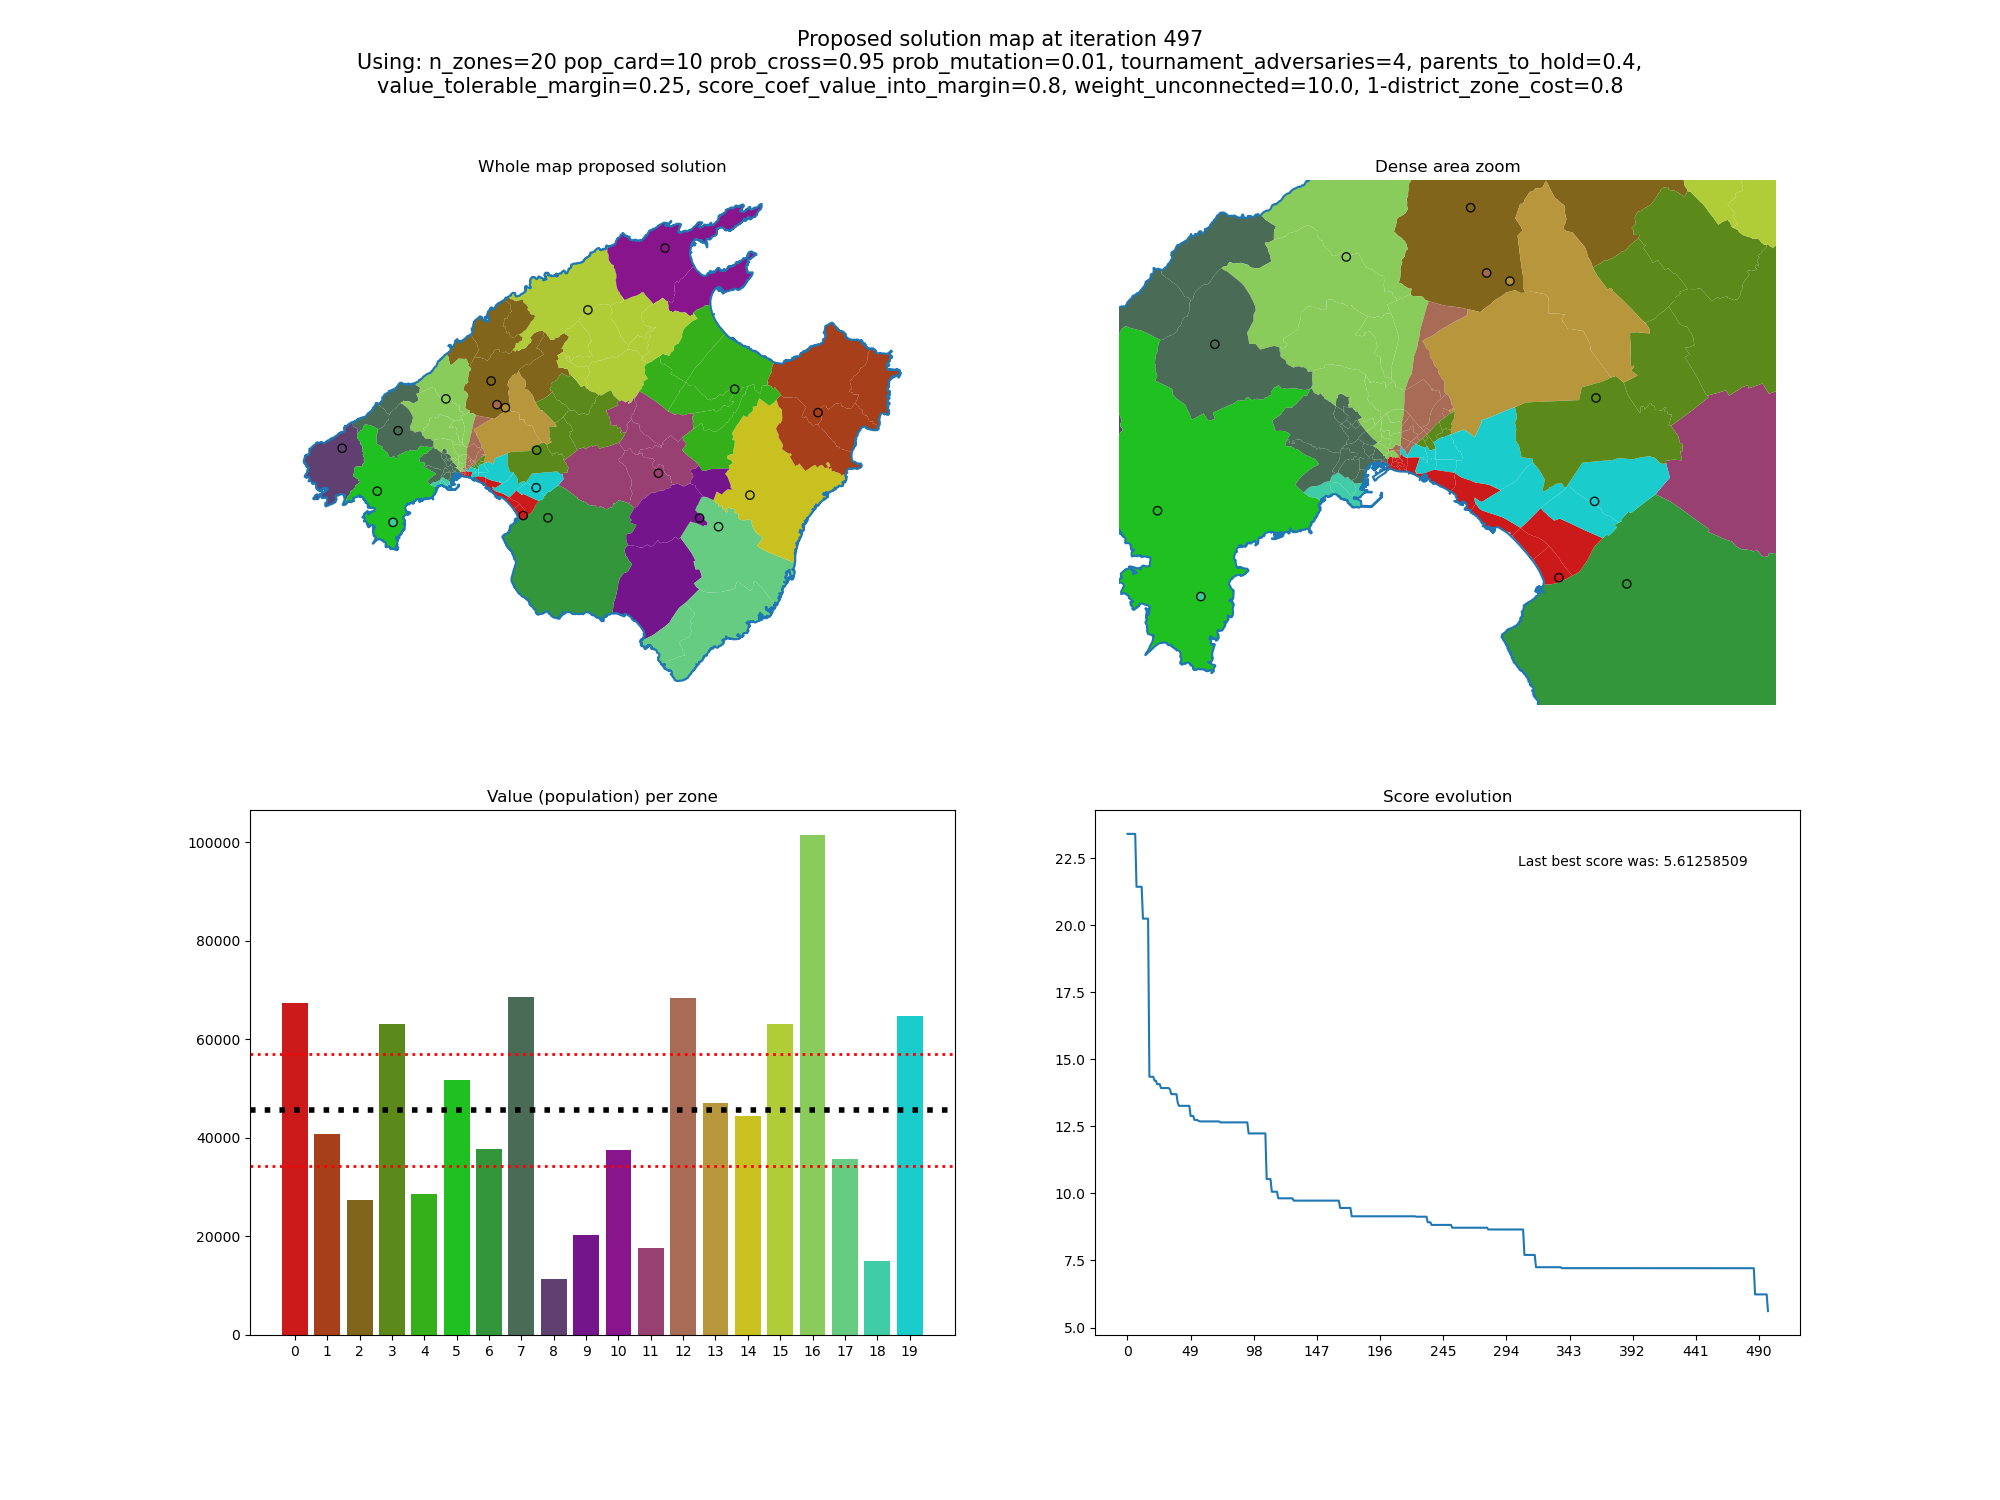 Proposed solution map at iteration 497
Using: n_zones=20 pop_card=10 prob_cross=0.95 prob_mutation=0.01, tournament_adversaries=4, parents_to_hold=0.4,
value_tolerable_margin=0.25, score_coef_value_into_margin=0.8, weight_unconnected=10.0, 1-district_zone_cost=0.8
Whole map proposed solution
Dense area zoom
Value (population) per zone
100000
80000
60000
40000
20000
0
0 1 2 3 4 5 6 7 8 9 10 11 12 13 14 15 16 17 18 19
Score evolution
Last best score was: 5.61258509
22.5
20.0
17.5
15.0
12.5
10.0
7.5
5.0
0 49 98 147 196 245 294 343 392 441 490